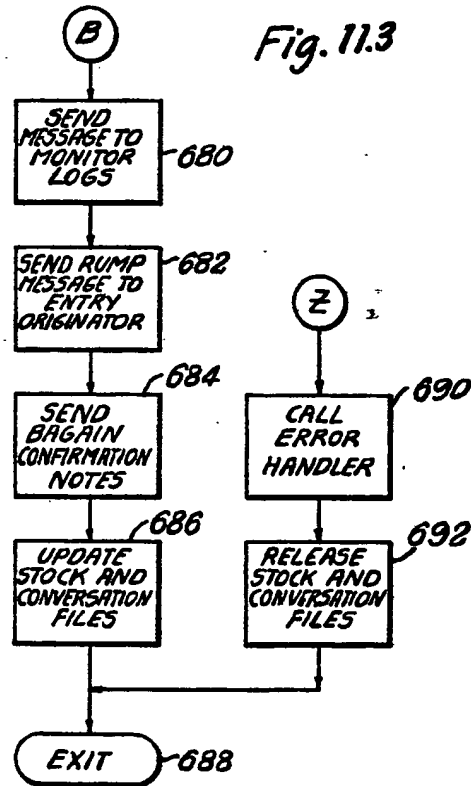 B
Fig. 11.3
SEND
MESSAGE TO
MONITOR
LOGS
680
SEND RUMP
MESSAGE TO
ENTRY
ORIGINATOR
682
Z
684
SEND
BAGAIN
CONFIRMATION
NOTES
690
CALL
ERROR
HANDLER
686
UPDATE
STOCK AND
CONVERSATION
FILES
692
RELEASE
STOCK AND
CONVERSATION
FILES
EXIT
688